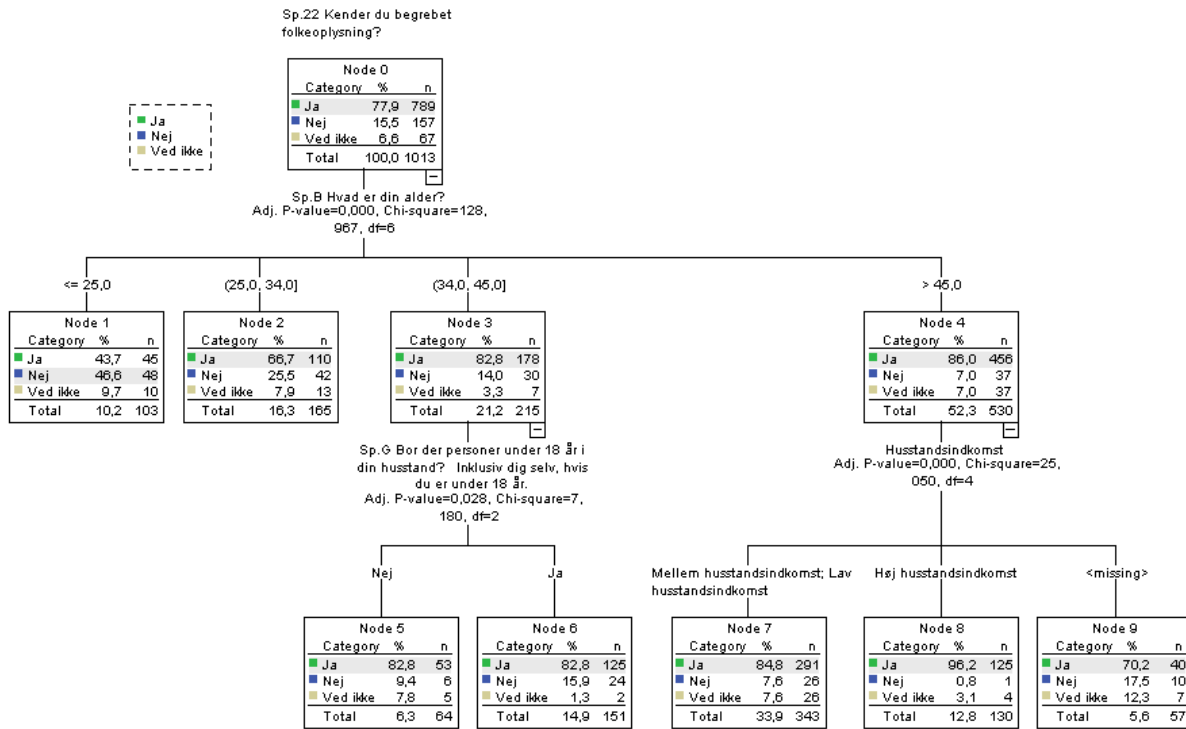 Sp.22 Kender du begrebet
folkeoplysning?
Node 0
Category % n
Ja 77,9 789
Nej 15,5 157
Ved ikke 6,6 67
Total 100,0 1013
Ja
Nej
Ved ikke
Sp.B Hvad er din alder?
Adj. P-value=0,000, Chi-square=128,
967, df=6
<= 25,0
(25,0, 34,0]
(34,0, 45,0]
> 45,0
Node 1
Category % n
Ja 43,7 45
Nej 46,6 48
Ved ikke 9,7 10
Total 10,2 103
Node 2
Category % n
Ja 66,7 110
Nej 25,5 42
Ved ikke 7,9 13
Total 16,3 165
Node 3
Category % n
Ja 82,8 178
Nej 14,0 30
Ved ikke 3,3 7
Total 21,2 215
Node 4
Category % n
Ja 86,0 456
Nej 7,0 37
Ved ikke 7,0 37
Total 52,3 530
Sp.G Bor der personer under 18 år i
din husstand? Inklusiv dig selv, hvis
du er under 18 år.
Adj. P-value=0,028, Chi-square=7,
180, df=2
Husstandsindkomst
Adj. P-value=0,000, Chi-square=25,
050, df=4
Nej
Ja
Mellem husstandsindkomst; Lav
husstandsindkomst
Høj husstandsindkomst
<missing>
Node 5
Category % n
Ja 82,8 53
Nej 9,4 6
Ved ikke 7,8 5
Total 6,3 64
Node 6
Category % n
Ja 82,8 125
Nej 15,9 24
Ved ikke 1,3 2
Total 14,9 151
Node 7
Category % n
Ja 84,8 291
Nej 7,6 26
Ved ikke 7,6 26
Total 33,9 343
Node 8
Category % n
Ja 96,2 125
Nej 0,8 1
Ved ikke 3,1 4
Total 12,8 130
Node 9
Category % n
Ja 70,2 40
Nej 17,5 10
Ved ikke 12,3 7
Total 5,6 57